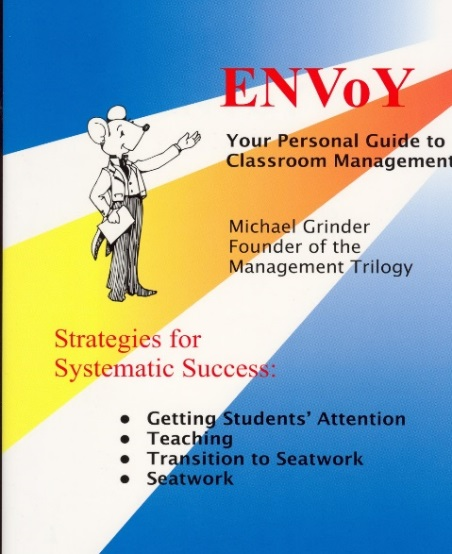 ENVoY
Your Personal Guide to
Classroom Management
Michael Grinder
Founder of the
Management Trilogy
Strategies for
Systematic Success:
● Getting Students’ Attention
● Teaching
● Transition to Seatwork
● Seatwork